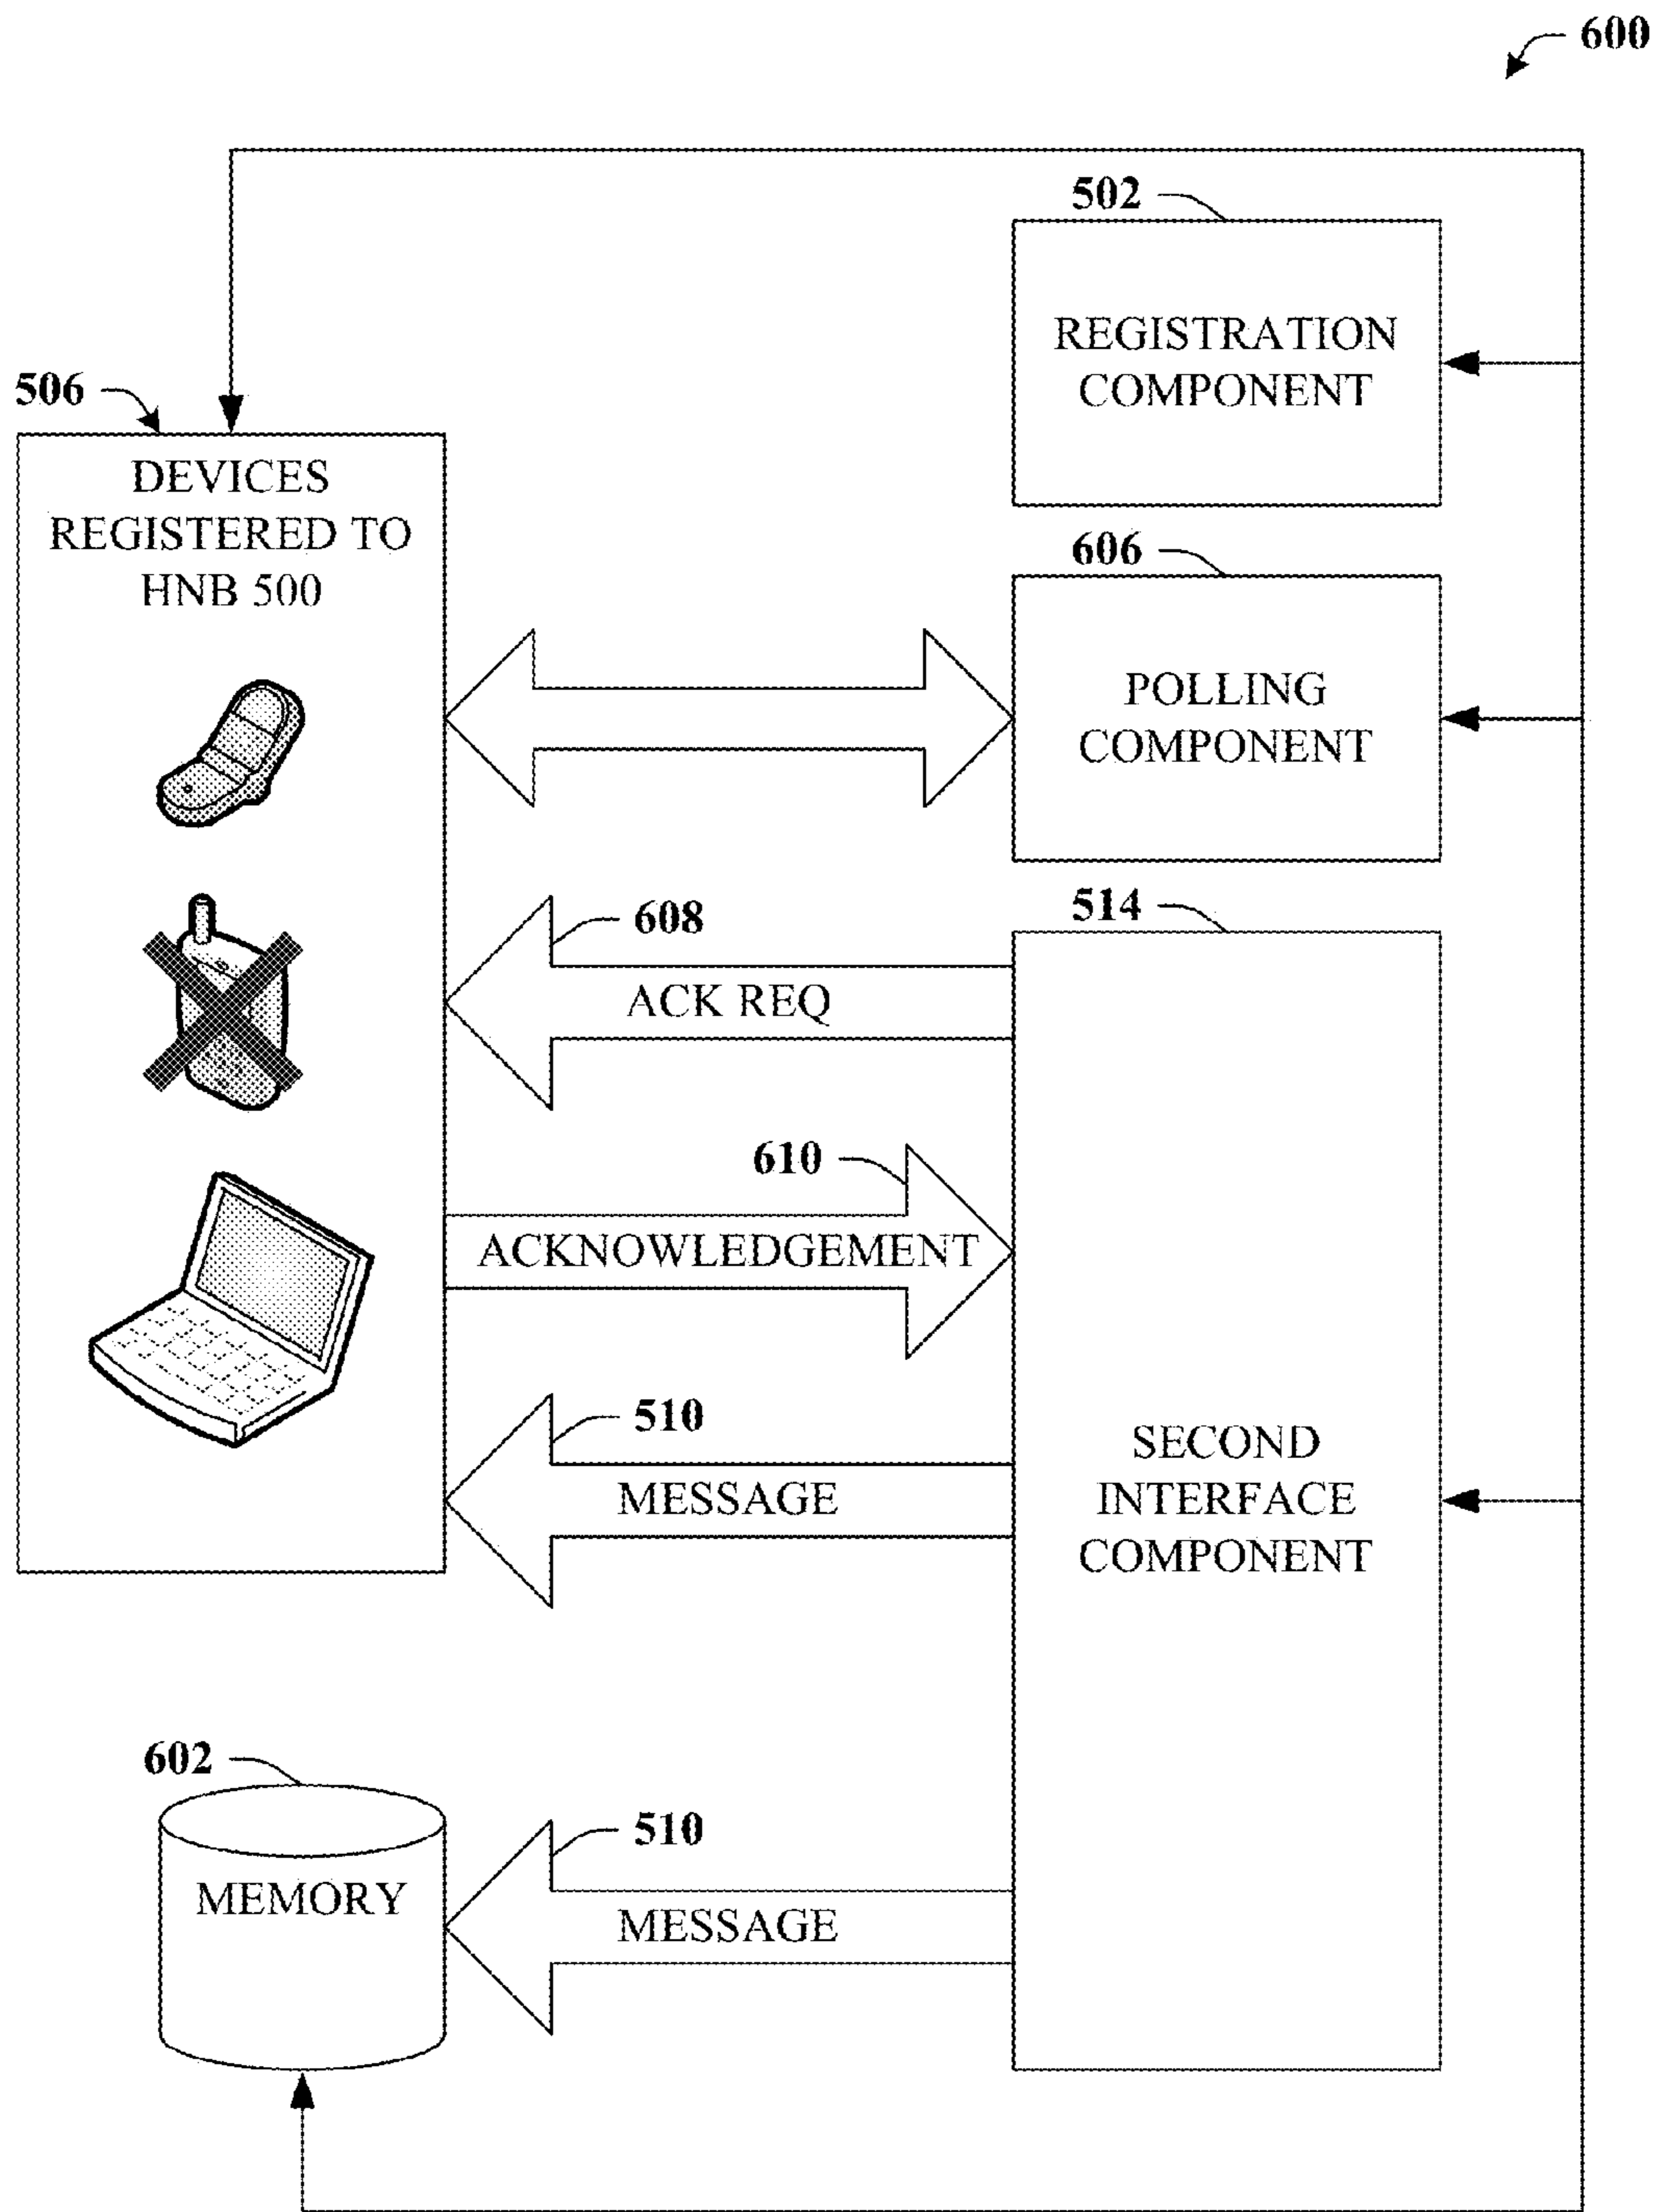 600
502
REGISTRATION
COMPONENT
506
DEVICES
REGISTERED TO
HNB 500
606
POLLING
COMPONENT
608
ACK REQ
514
610
ACKNOWLEDGEMENT
510
MESSAGE
SECOND
INTERFACE
COMPONENT
602
MEMORY
510
MESSAGE